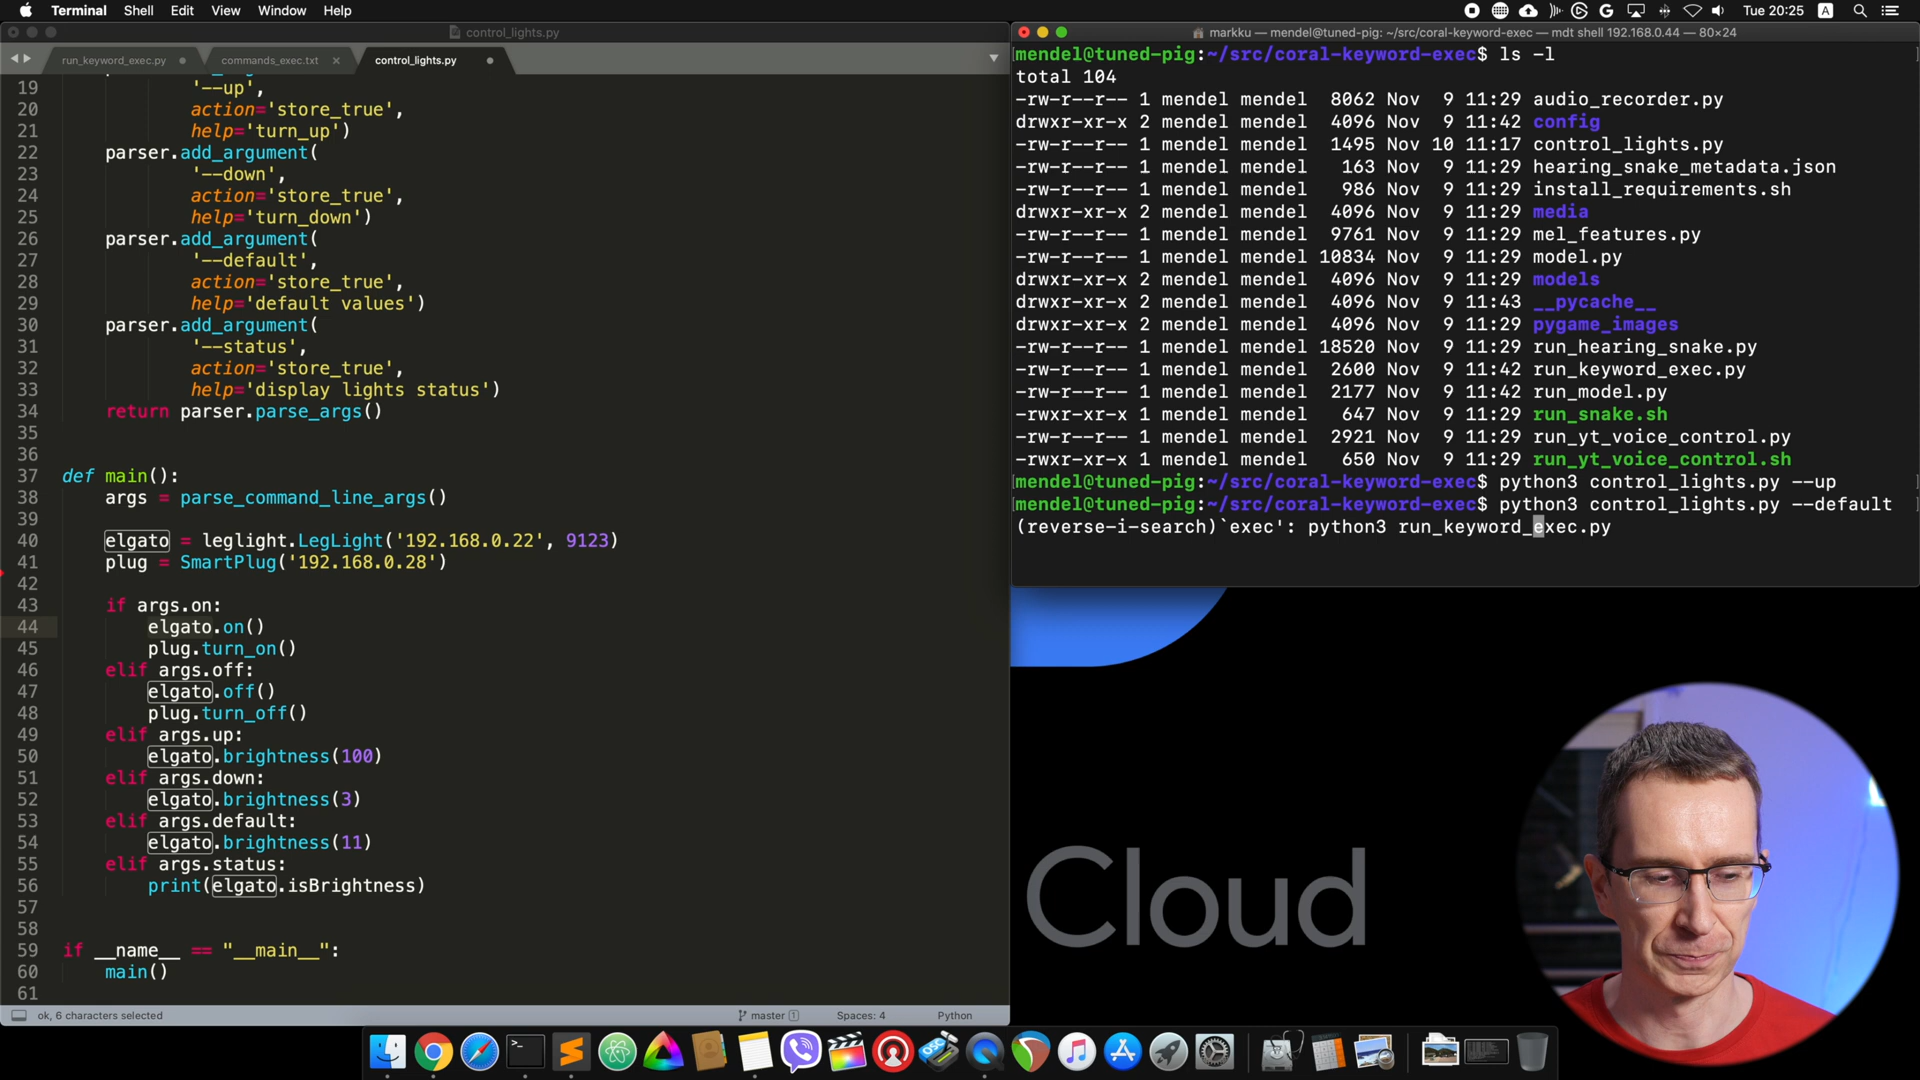 Terminal Shell Edit View Window Help
Tue 20:25 A
control_lights.py
run_keyword_exec.py
commands_exec.txt
control_lights.py
19 '--up',
20 action='store_true',
21 help='turn_up')
22 parser.add_argument(
23 '--down',
24 action='store_true',
25 help='turn_down')
26 parser.add_argument(
27 '--default',
28 action='store_true',
29 help='default values')
30 parser.add_argument(
31 '--status',
32 action='store_true',
33 help='display lights status')
34 return parser.parse_args()
35
36
37 def main():
38 args = parse_command_line_args()
39
40 elgato = leglight.LegLight('192.168.0.22', 9123)
41 plug = SmartPlug('192.168.0.28')
42
43 if args.on:
44 elgato.on()
45 plug.turn_on()
46 elif args.off:
47 elgato.off()
48 plug.turn_off()
49 elif args.up:
50 elgato.brightness(100)
51 elif args.down:
52 elgato.brightness(3)
53 elif args.default:
54 elgato.brightness(11)
55 elif args.status:
56 print(elgato.isBrightness)
57
58
59 if __name__ == "__main__":
60 main()
61
ok, 6 characters selected
master 1
Spaces: 4
Python
markku — mendel@tuned-pig: ~/src/coral-keyword-exec — mdt shell 192.168.0.44 — 80×24
[mendel@tuned-pig:~/src/coral-keyword-exec$ ls -l ]
total 104
-rw-r--r-- 1 mendel mendel 8062 Nov 9 11:29 audio_recorder.py
drwxr-xr-x 2 mendel mendel 4096 Nov 9 11:42 config
-rw-r--r-- 1 mendel mendel 1495 Nov 10 11:17 control_lights.py
-rw-r--r-- 1 mendel mendel 163 Nov 9 11:29 hearing_snake_metadata.json
-rw-r--r-- 1 mendel mendel 986 Nov 9 11:29 install_requirements.sh
drwxr-xr-x 2 mendel mendel 4096 Nov 9 11:29 media
-rw-r--r-- 1 mendel mendel 9761 Nov 9 11:29 mel_features.py
-rw-r--r-- 1 mendel mendel 10834 Nov 9 11:29 model.py
drwxr-xr-x 2 mendel mendel 4096 Nov 9 11:29 models
drwxr-xr-x 2 mendel mendel 4096 Nov 9 11:43 __pycache__
drwxr-xr-x 2 mendel mendel 4096 Nov 9 11:29 pygame_images
-rw-r--r-- 1 mendel mendel 18520 Nov 9 11:29 run_hearing_snake.py
-rw-r--r-- 1 mendel mendel 2600 Nov 9 11:42 run_keyword_exec.py
-rw-r--r-- 1 mendel mendel 2177 Nov 9 11:42 run_model.py
-rwxr-xr-x 1 mendel mendel 647 Nov 9 11:29 run_snake.sh
-rw-r--r-- 1 mendel mendel 2921 Nov 9 11:29 run_yt_voice_control.py
-rwxr-xr-x 1 mendel mendel 650 Nov 9 11:29 run_yt_voice_control.sh
[mendel@tuned-pig:~/src/coral-keyword-exec$ python3 control_lights.py --up ]
[mendel@tuned-pig:~/src/coral-keyword-exec$ python3 control_lights.py --default ]
(reverse-i-search)`exec': python3 run_keyword_exec.py
Cloud